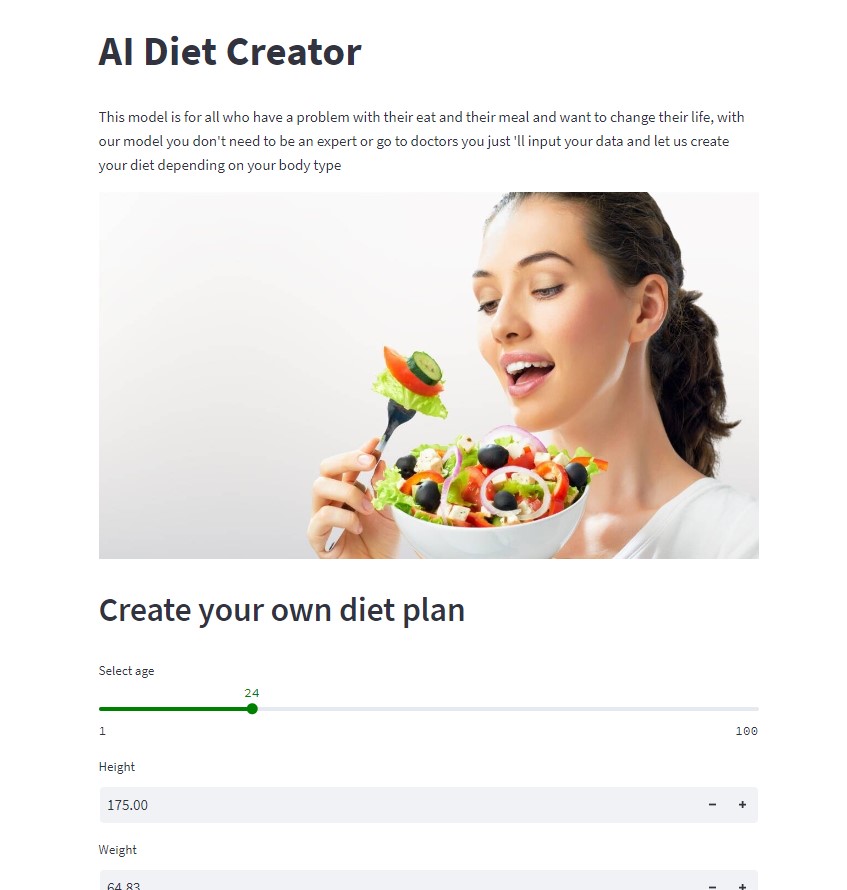 AI Diet Creator
This model is for all who have a problem with their eat and their meal and want to change their life, with
our model you don't need to be an expert or go to doctors you just 'll input your data and let us create
your diet depending on your body type
Create your own diet plan
Select age
24
1 100
Height
175.00 - +
Weight
64.83 - +